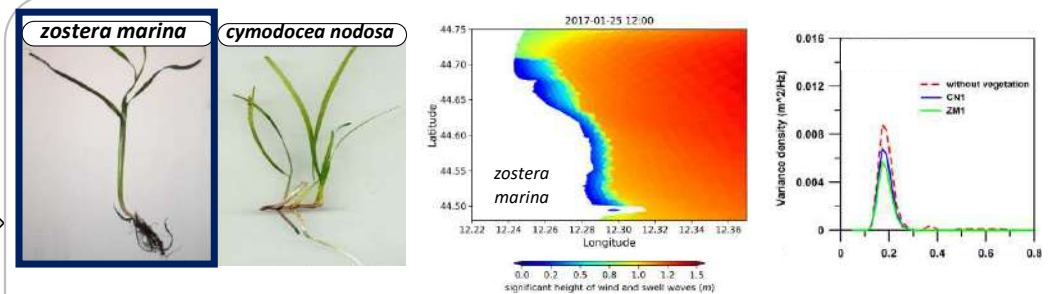 zostera marina
cymodocea nodosa
2017-01-25 12:00
Latitude
44.75
44.70
44.65
44.60
44.55
44.50
zostera
marina
12.22 12.24 12.26 12.28 12.30 12.32 12.34 12.36
Longitude
0.0 0.2 0.5 0.8 1.0 1.2 1.5
significant height of wind and swell waves (m)
Variance density (m^2/Hz)
0.016
0.012
0.008
0.004
0
without vegetation
CN1
ZM1
0 0.2 0.4 0.6 0.8